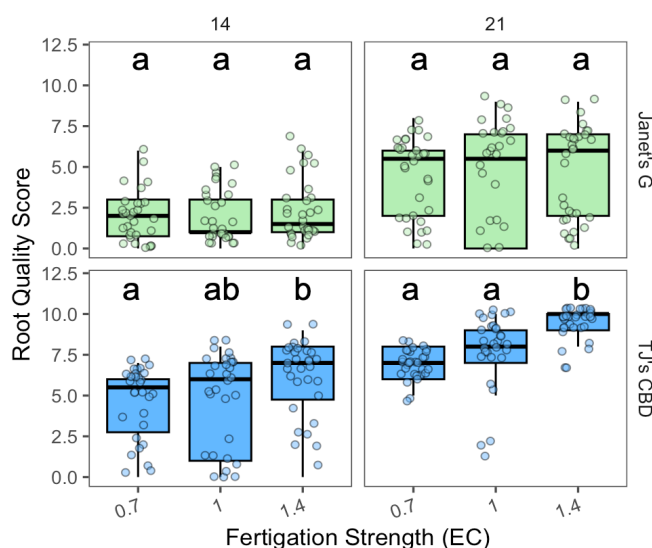 14
21
12.5
10.0
7.5
5.0
2.5
0.0
a
a
a
a
a
a
Janet's G
12.5
10.0
7.5
5.0
2.5
0.0
a
ab
b
a
a
b
TJ's CBD
Root Quality Score
0.7
1
1.4
0.7
1
1.4
Fertigation Strength (EC)